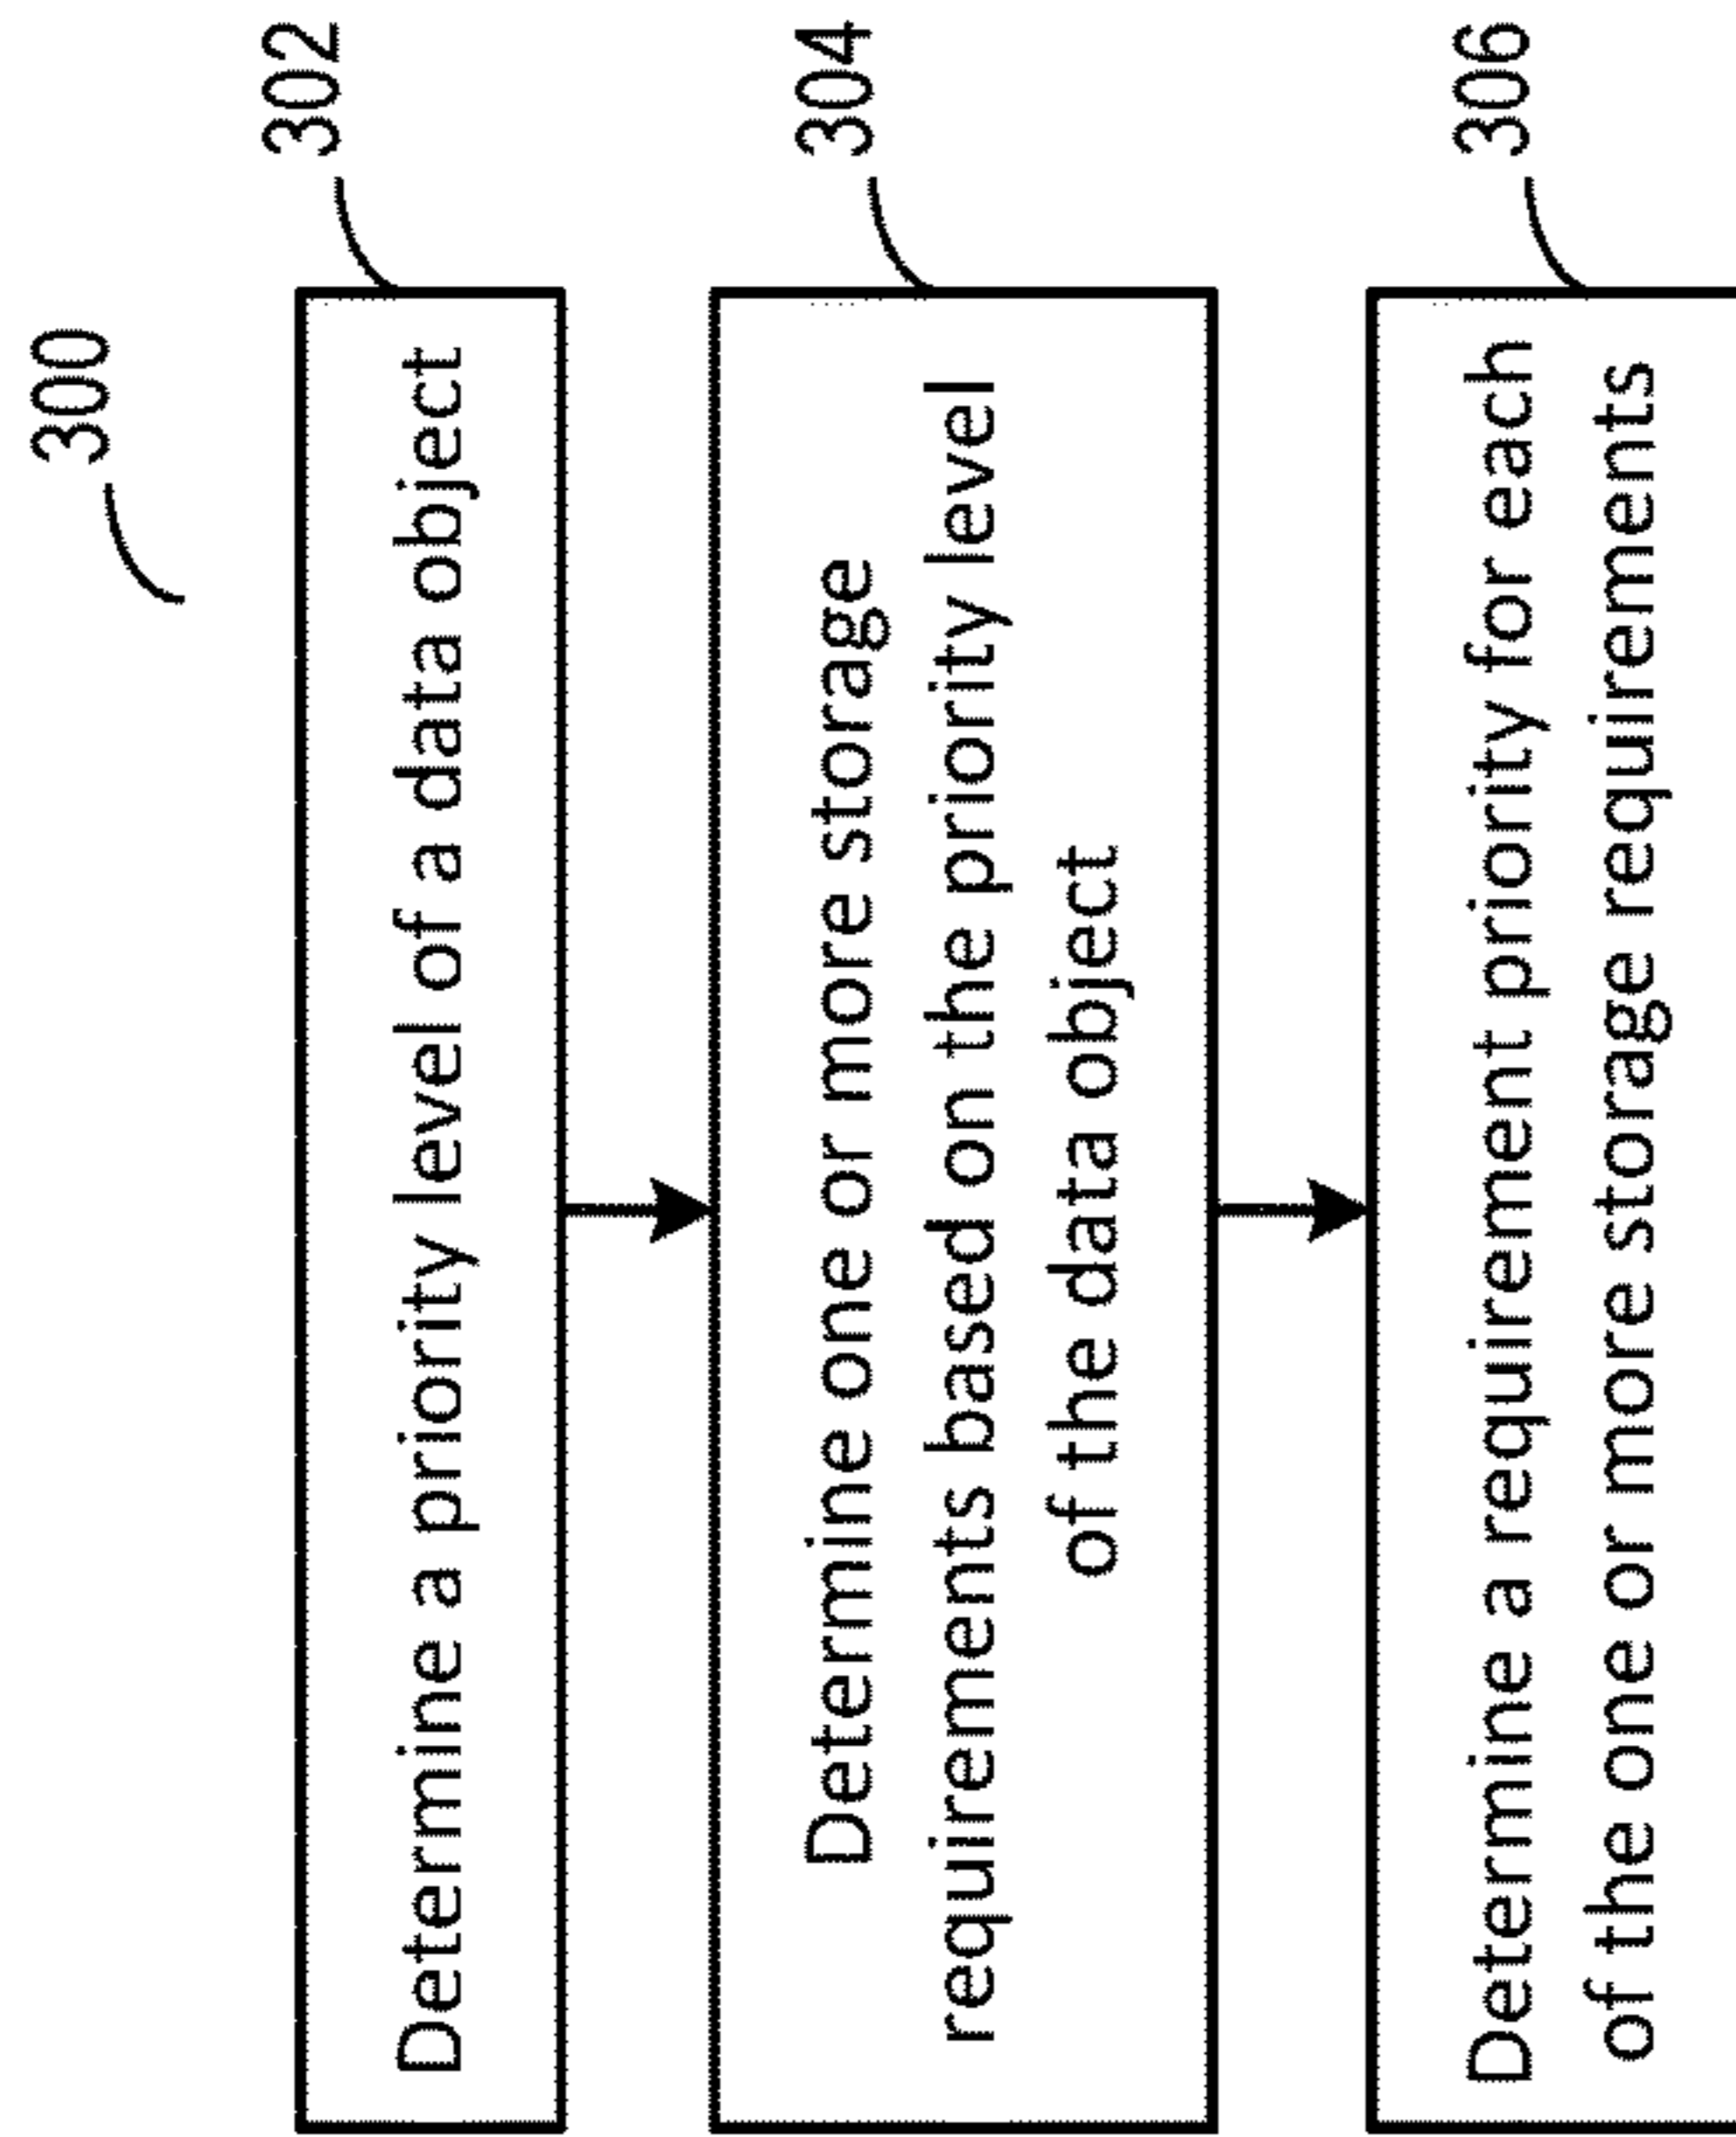 300
302
Determine a priority level of a data object
304
Determine one or more storage
requirements based on the priority level
of the data object
306
Determine a requirement priority for each
of the one or more storage requirements